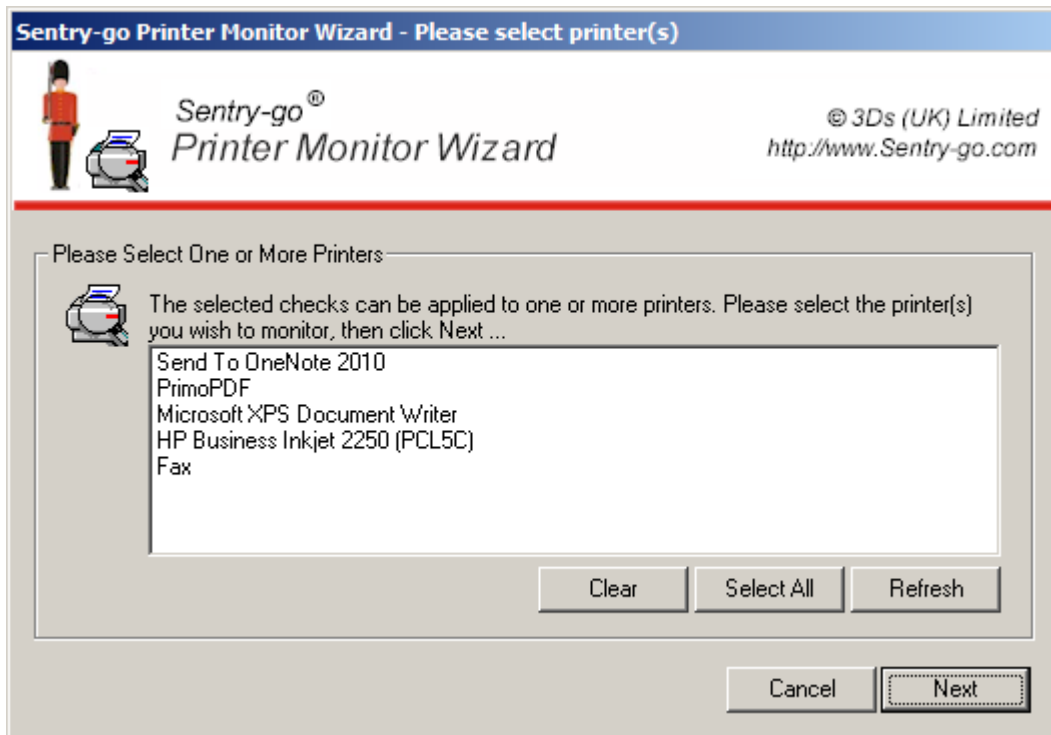 Sentry-go Printer Monitor Wizard - Please select printer(s)
Sentry-go®
Printer Monitor Wizard
© 3Ds (UK) Limited
http://www.Sentry-go.com
Please Select One or More Printers
The selected checks can be applied to one or more printers. Please select the printer(s)
you wish to monitor, then click Next ...
Send To OneNote 2010
PrimoPDF
Microsoft XPS Document Writer
HP Business Inkjet 2250 (PCL5C)
Fax
Clear
Select All
Refresh
Cancel
Next